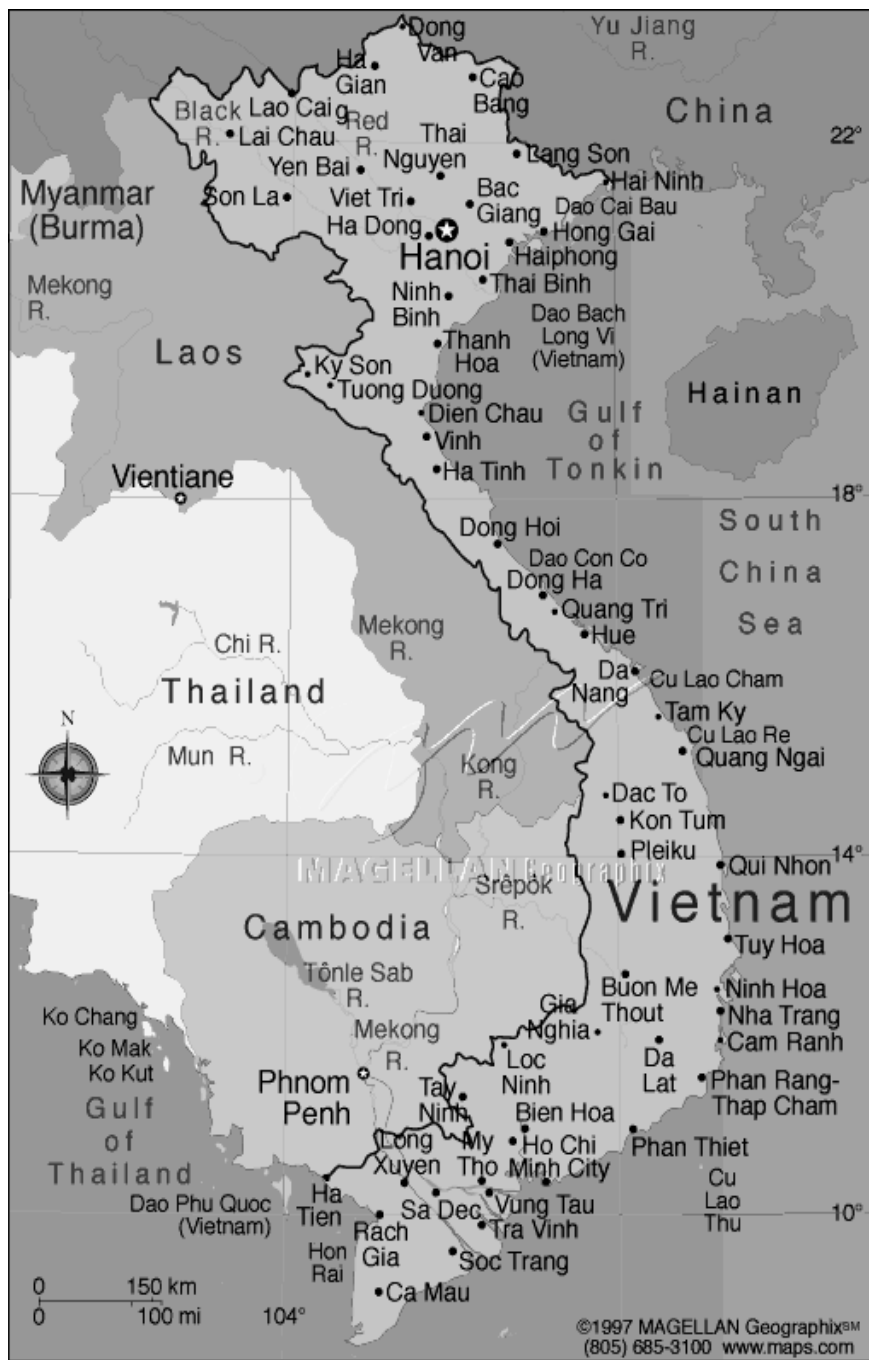 Yu Jiang
R.
Dong
Van
Ha
Gian
g
Cao
Bang
China
Black
R.
Lao Cai
Red
R.
Lai Chau
Thai
Nguyen
22°
Lang Son
Yen Bai
Hai Ninh
Myanmar
(Burma)
Son La
Viet Tri
Bac
Giang
Dao Cai Bau
Ha Dong
Hong Gai
Hanoi
Haiphong
Mekong
R.
Thai Binh
Ninh
Binh
Dao Bach
Long Vi
(Vietnam)
Laos
Thanh
Hoa
Ky Son
Tuong Duong
Hainan
Dien Chau
Gulf
of
Tonkin
Vinh
Ha Tinh
Vientiane
18°
South
China
Sea
Dong Hoi
Dao Con Co
Dong Ha
Quang Tri
Mekong
R.
Hue
Chi R.
Thailand
Da
Nang
Cu Lao Cham
Tam Ky
N
Cu Lao Re
Quang Ngai
Mun R.
Kong
R.
Dac To
Kon Tum
Pleiku
14°
MAGELLAN Geographix
Qui Nhon
Srêpôk
R.
Vietnam
Cambodia
Tuy Hoa
Tônle Sab
R.
Buon Me
Thout
Ninh Hoa
Ko Chang
Gia
Nghia
Nha Trang
Mekong
R.
Cam Ranh
Ko Mak
Ko Kut
Loc
Ninh
Da
Lat
Phnom
Penh
Tay
Ninh
Phan Rang-
Thap Cham
Gulf
of
Thailand
Bien Hoa
Long
Xuyen
My
Tho
Ho Chi
Minh City
Phan Thiet
Ha
Tien
Dao Phu Quoc
(Vietnam)
Sa Dec
Vung Tau
Cu
Lao
Thu
10°
Rach
Gia
Tra Vinh
Hon
Rai
Soc Trang
Ca Mau
0 150 km
0 100 mi
104°
©1997 MAGELLAN Geographix℠
(805) 685-3100 www.maps.com